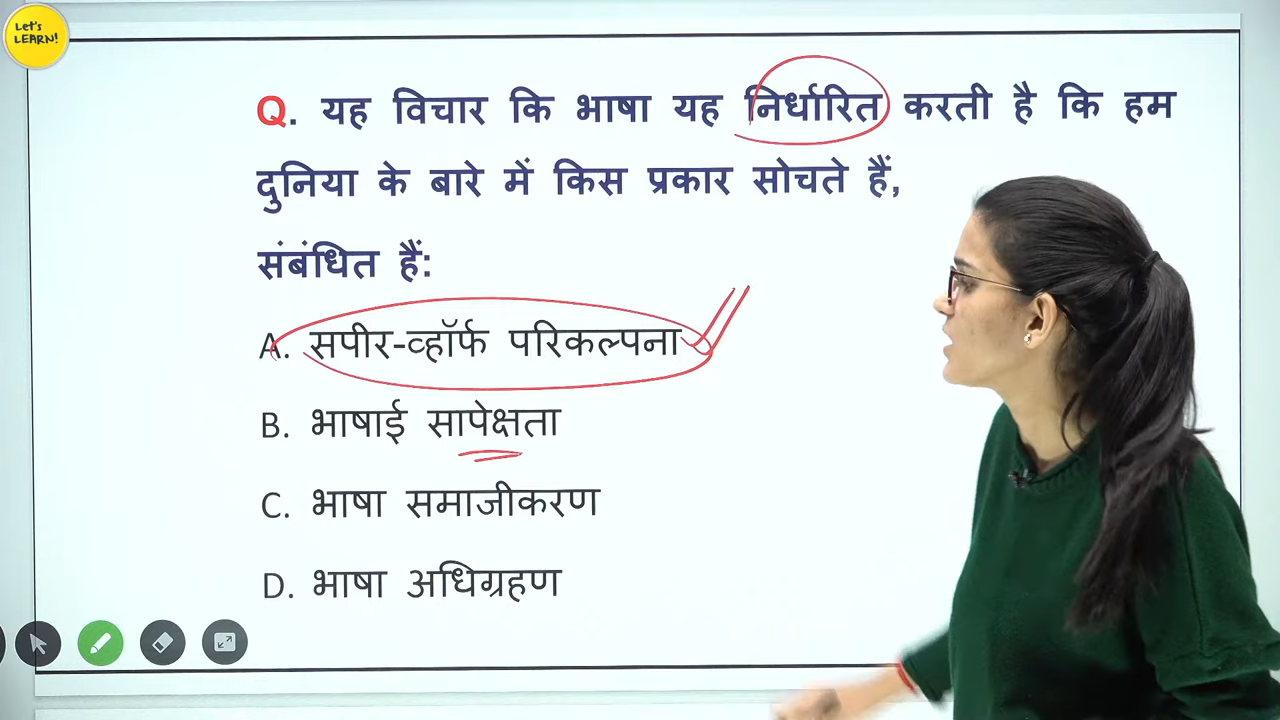 Let's
LEARN!
Q. यह विचार कि भाषा यह निर्धारित करती है कि हम
दुनिया के बारे में किस प्रकार सोचते हैं,
संबंधित हैं:
A. सपीर-व्हॉर्फ परिकल्पना
B. भाषाई सापेक्षता
C. भाषा समाजीकरण
D. भाषा अधिग्रहण